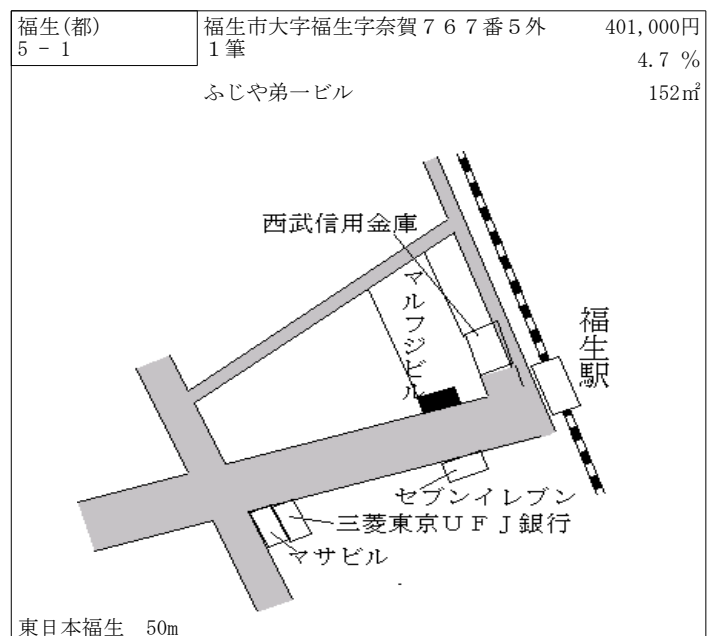 福生(都)
5 - 1
福生市大字福生字奈賀７６７番５外
１筆
ふじや弟一ビル
401,000円
4.7 %
152㎡
西武信用金庫
マルフジビル
福生駅
セブンイレブン
三菱東京ＵＦＪ銀行
マサビル
東日本福生　50m